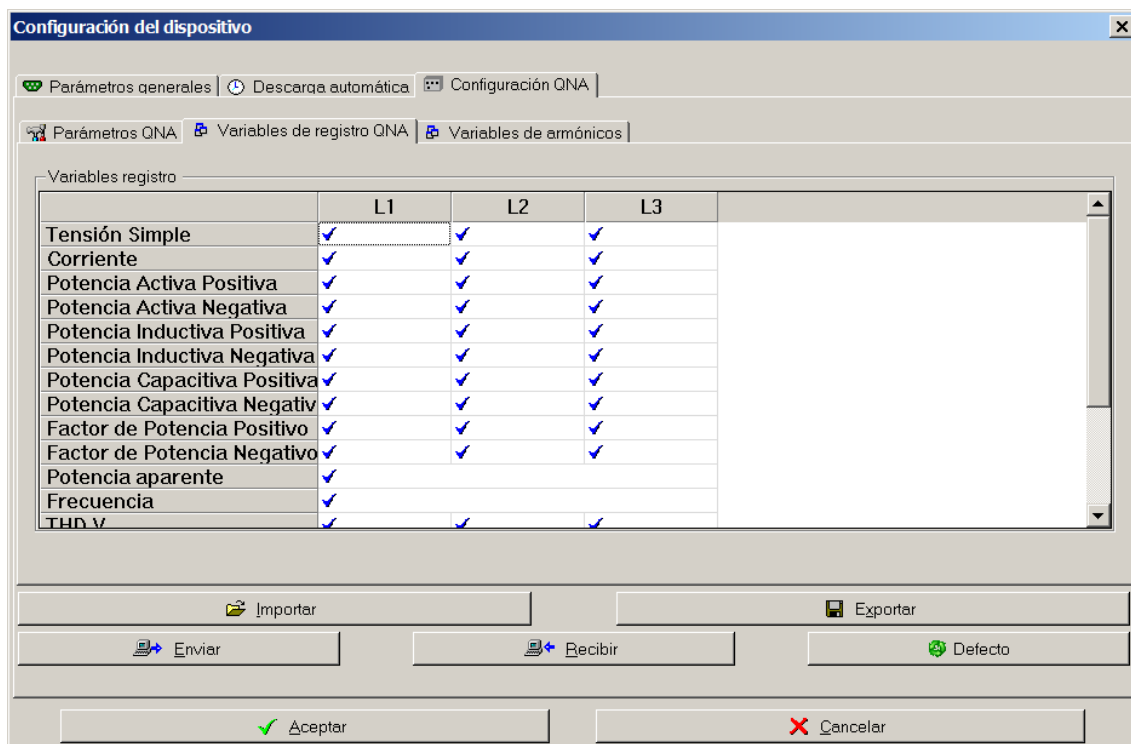 Configuración del dispositivo
Parámetros generales Descarga automática Configuración QNA
Parámetros QNA Variables de registro QNA Variables de armónicos
Variables registro
L1 L2 L3
Tensión Simple
Corriente
Potencia Activa Positiva
Potencia Activa Negativa
Potencia Inductiva Positiva
Potencia Inductiva Negativa
Potencia Capacitiva Positiva
Potencia Capacitiva Negativ
Factor de Potencia Positivo
Factor de Potencia Negativo
Potencia aparente
Frecuencia
THD V
Importar Exportar
Enviar Recibir Defecto
Aceptar Cancelar